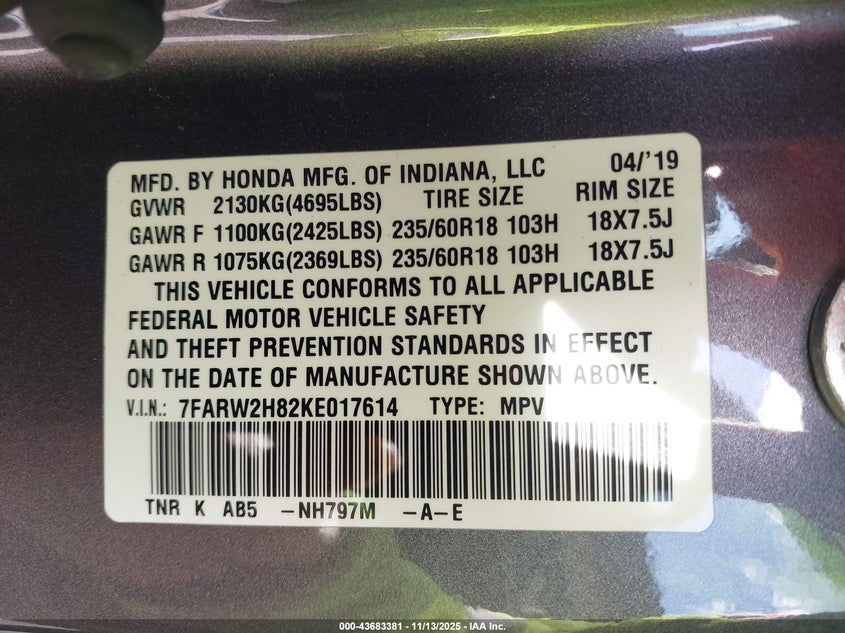 MFD. BY HONDA MFG. OF INDIANA, LLC 04/'19
GVWR 2130KG(4695LBS) TIRE SIZE RIM SIZE
GAWR F 1100KG(2425LBS) 235/60R18 103H 18X7.5J
GAWR R 1075KG(2369LBS) 235/60R18 103H 18X7.5J
THIS VEHICLE CONFORMS TO ALL APPLICABLE
FEDERAL MOTOR VEHICLE SAFETY
AND THEFT PREVENTION STANDARDS IN EFFECT
ON THE DATE OF MANUFACTURE SHOWN ABOVE.
V.I.N.: 7FARW2H82KE017614 TYPE: MPV
TNR K AB5 -NH797M -A-E
000-43683381 - 11/13/2025 - IAA Inc.